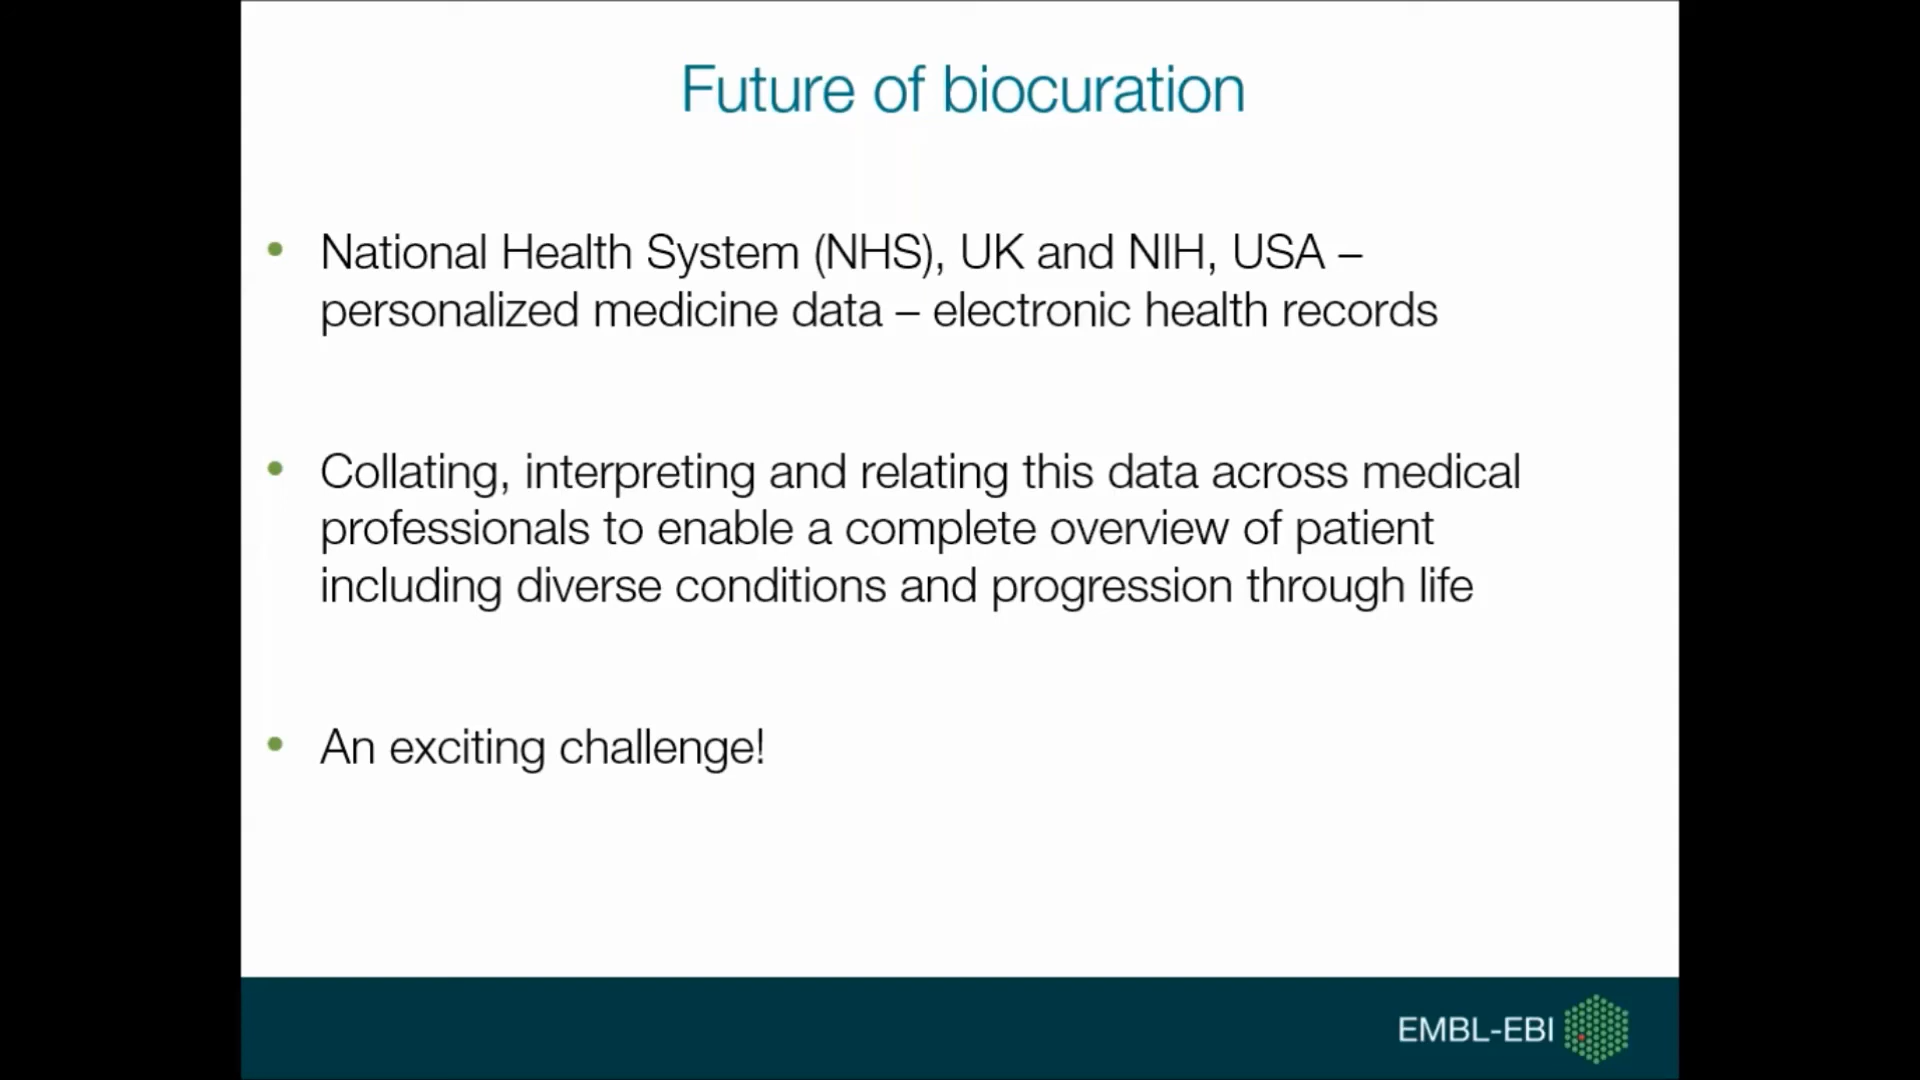 Future of biocuration
• National Health System (NHS), UK and NIH, USA –
personalized medicine data – electronic health records
• Collating, interpreting and relating this data across medical
professionals to enable a complete overview of patient
including diverse conditions and progression through life
• An exciting challenge!
EMBL-EBI